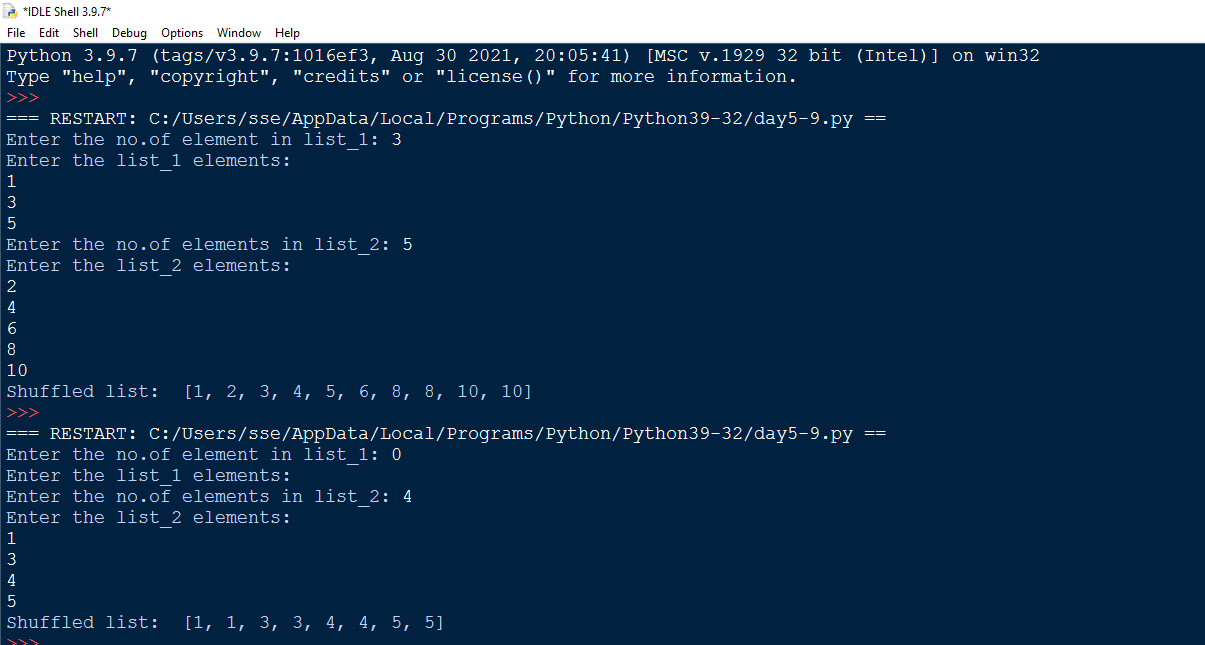 *IDLE Shell 3.9.7*
File Edit Shell Debug Options Window Help
Python 3.9.7 (tags/v3.9.7:1016ef3, Aug 30 2021, 20:05:41) [MSC v.1929 32 bit (Intel)] on win32
Type "help", "copyright", "credits" or "license()" for more information.
>>>
=== RESTART: C:/Users/sse/AppData/Local/Programs/Python/Python39-32/day5-9.py ==
Enter the no.of element in list_1: 3
Enter the list_1 elements:
1
3
5
Enter the no.of elements in list_2: 5
Enter the list_2 elements:
2
4
6
8
10
Shuffled list:  [1, 2, 3, 4, 5, 6, 8, 8, 10, 10]
>>>
=== RESTART: C:/Users/sse/AppData/Local/Programs/Python/Python39-32/day5-9.py ==
Enter the no.of element in list_1: 0
Enter the list_1 elements:
Enter the no.of elements in list_2: 4
Enter the list_2 elements:
1
3
4
5
Shuffled list:  [1, 1, 3, 3, 4, 4, 5, 5]
>>>